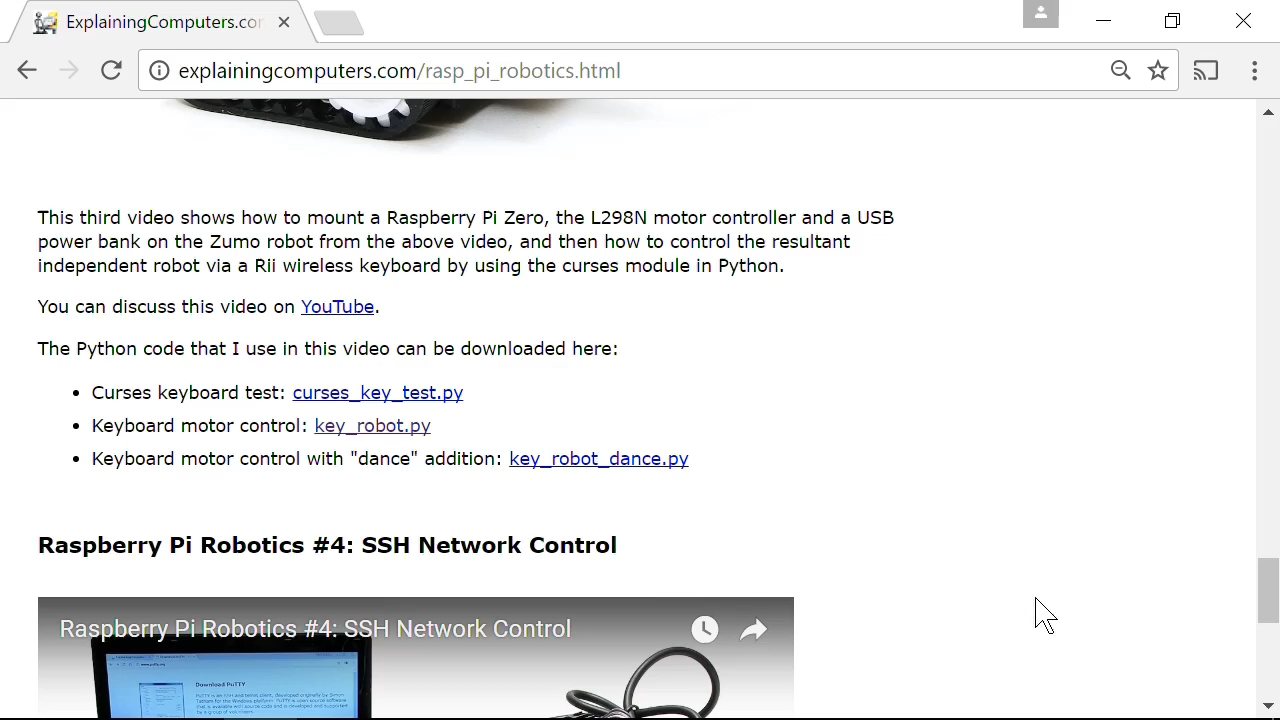 ExplainingComputers.cor
explainingcomputers.com/rasp_pi_robotics.html
This third video shows how to mount a Raspberry Pi Zero, the L298N motor controller and a USB
power bank on the Zumo robot from the above video, and then how to control the resultant
independent robot via a Rii wireless keyboard by using the curses module in Python.
You can discuss this video on YouTube.
The Python code that I use in this video can be downloaded here:
• Curses keyboard test: curses_key_test.py
• Keyboard motor control: key_robot.py
• Keyboard motor control with "dance" addition: key_robot_dance.py
Raspberry Pi Robotics #4: SSH Network Control
Raspberry Pi Robotics #4: SSH Network Control
Download PuTTY